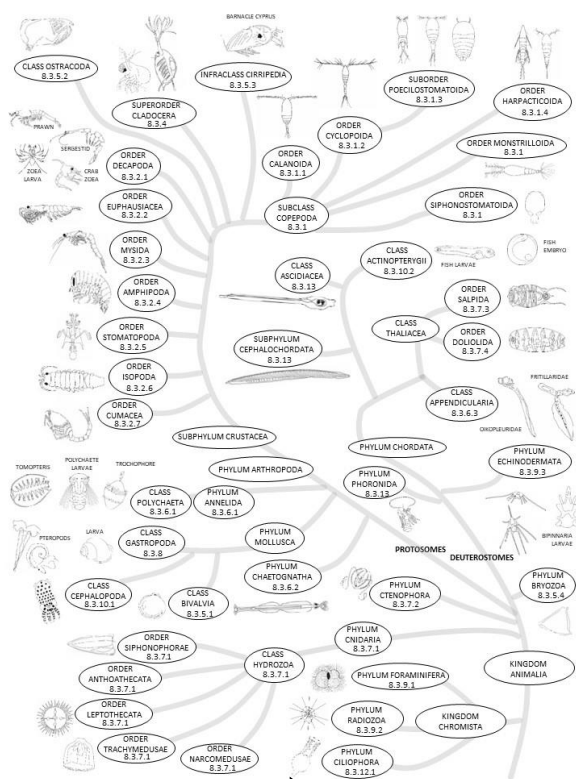 BARNACLE CYPRUS
CLASS OSTRACODA
8.3.5.2
SUPERORDER
CLADOCERA
8.3.4
INFRACLASS CIRRIPEDIA
8.3.5.3
SUBORDER
POECILOSTOMATOIDA
8.3.1.3
ORDER
HARPACTICOIDA
8.3.1.4
ORDER
CYCLOPOIDA
8.3.1.2
ORDER
CALANOIDA
8.3.1.1
ORDER MONSTRILLOIDA
8.3.1
ORDER
SIPHONOSTOMATOIDA
8.3.1
SUBCLASS
COPEPODA
8.3.1
PRAWN
SERGESTID
ZOEA
LARVA
CRAB
ZOEA
ORDER
DECAPODA
8.3.2.1
ORDER
EUPHAUSIACEA
8.3.2.2
ORDER
MYSIDA
8.3.2.3
ORDER
AMPHIPODA
8.3.2.4
ORDER
STOMATOPODA
8.3.2.5
ORDER
ISOPODA
8.3.2.6
ORDER
CUMACEA
8.3.2.7
CLASS
ASCIDIACEA
8.3.13
CLASS
ACTINOPTERYGII
8.3.10.2
FISH LARVAE
FISH
EMBRYO
ORDER
SALPIDA
8.3.7.3
CLASS
THALIACEA
ORDER
DOLIOLIDA
8.3.7.4
SUBPHYLUM
CEPHALOCHORDATA
8.3.13
FRITILLARIDAE
CLASS
APPENDICULARIA
8.3.6.3
OIKOPLEURIDAE
SUBPHYLUM CRUSTACEA
PHYLUM CHORDATA
PHYLUM
ECHINODERMATA
8.3.9.3
PHYLUM ARTHROPODA
PHYLUM
PHORONIDA
8.3.13
TOMOPTERIS
POLYCHAETE
LARVAE
TROCHOPHORE
CLASS
POLYCHAETA
8.3.6.1
PHYLUM
ANNELIDA
8.3.6.1
BIPINNARIA
LARVAE
PTEROPODS
LARVA
CLASS
GASTROPODA
8.3.8
PHYLUM
MOLLUSCA
PROTOSOMES
DEUTEROSTOMES
CLASS
CEPHALOPODA
8.3.10.1
CLASS
BIVALVIA
8.3.5.1
PHYLUM
CHAETOGNATHA
8.3.6.2
PHYLUM
CTENOPHORA
8.3.7.2
PHYLUM
BRYOZOA
8.3.5.4
ORDER
SIPHONOPHORAE
8.3.7.1
CLASS
HYDROZOA
8.3.7.1
PHYLUM
CNIDARIA
8.3.7.1
ORDER
ANTHOATHECATA
8.3.7.1
PHYLUM FORAMINIFERA
8.3.9.1
KINGDOM
ANIMALIA
ORDER
LEPTOTHECATA
8.3.7.1
PHYLUM
RADIOZOA
8.3.9.2
KINGDOM
CHROMISTA
ORDER
TRACHYMEDUSAE
8.3.7.1
ORDER
NARCOMEDUSAE
8.3.7.1
PHYLUM
CILIOPHORA
8.3.12.1